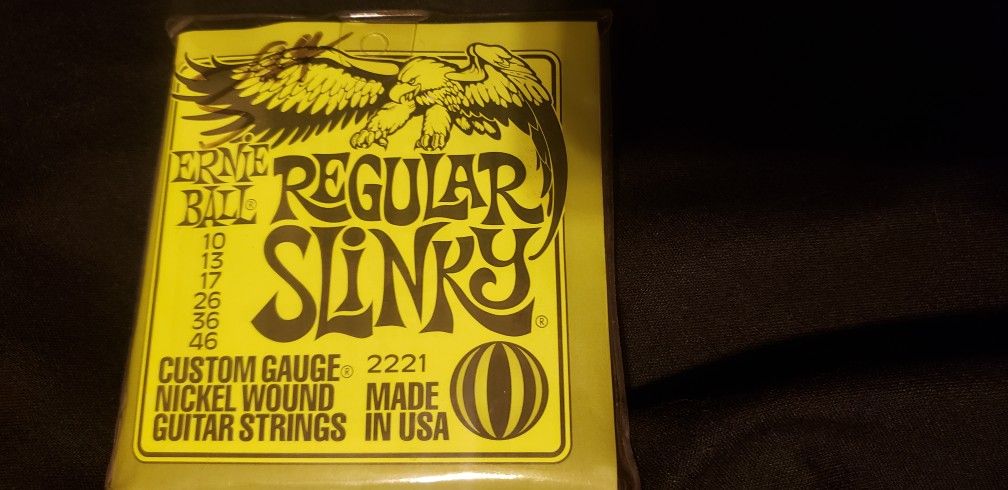 ERNiE
BALL®
REGULAR
SLiNKY®
10
13
17
26
36
46
CUSTOM GAUGE®
NICKEL WOUND
GUITAR STRINGS
2221
MADE
IN USA